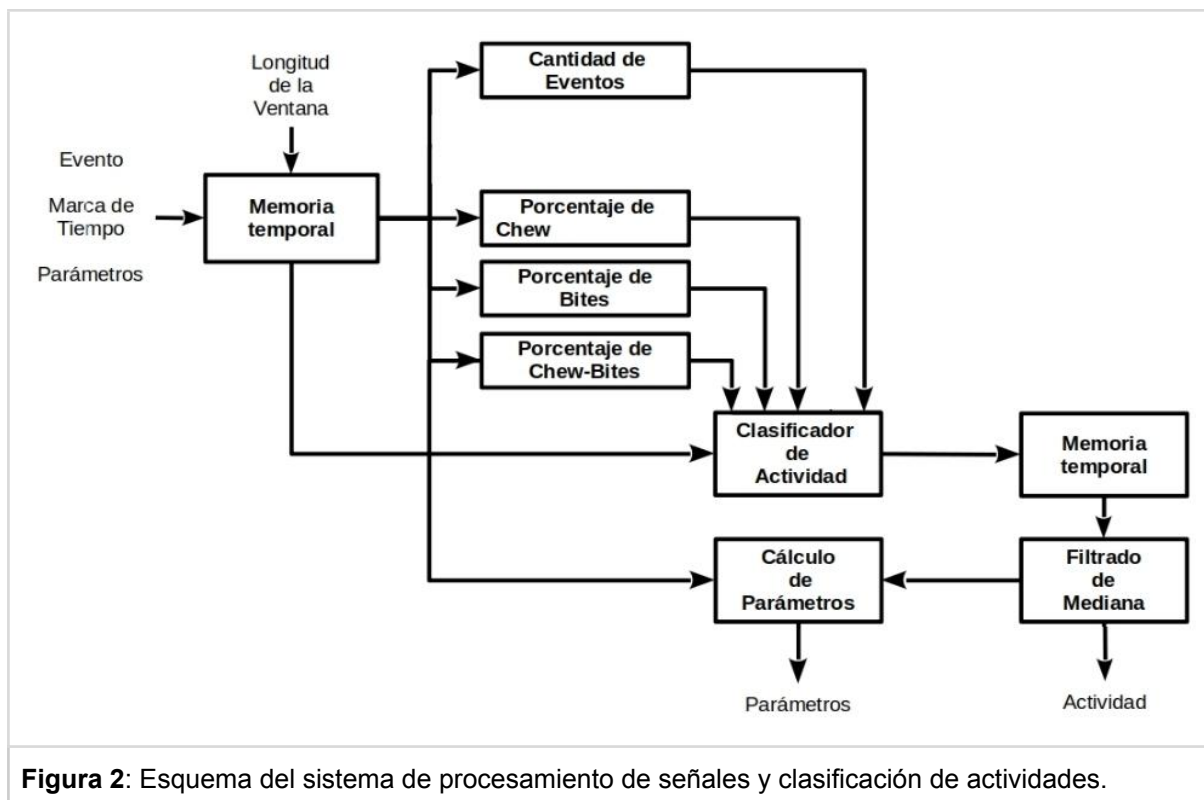 Longitud
de la
Ventana
Evento
Marca de
Tiempo
Parámetros
Memoria
temporal
Cantidad de
Eventos
Porcentaje de
Chew
Porcentaje de
Bites
Porcentaje de
Chew-Bites
Clasificador
de
Actividad
Memoria
temporal
Cálculo
de
Parámetros
Filtrado
de
Mediana
Parámetros
Actividad
Figura 2: Esquema del sistema de procesamiento de señales y clasificación de actividades.